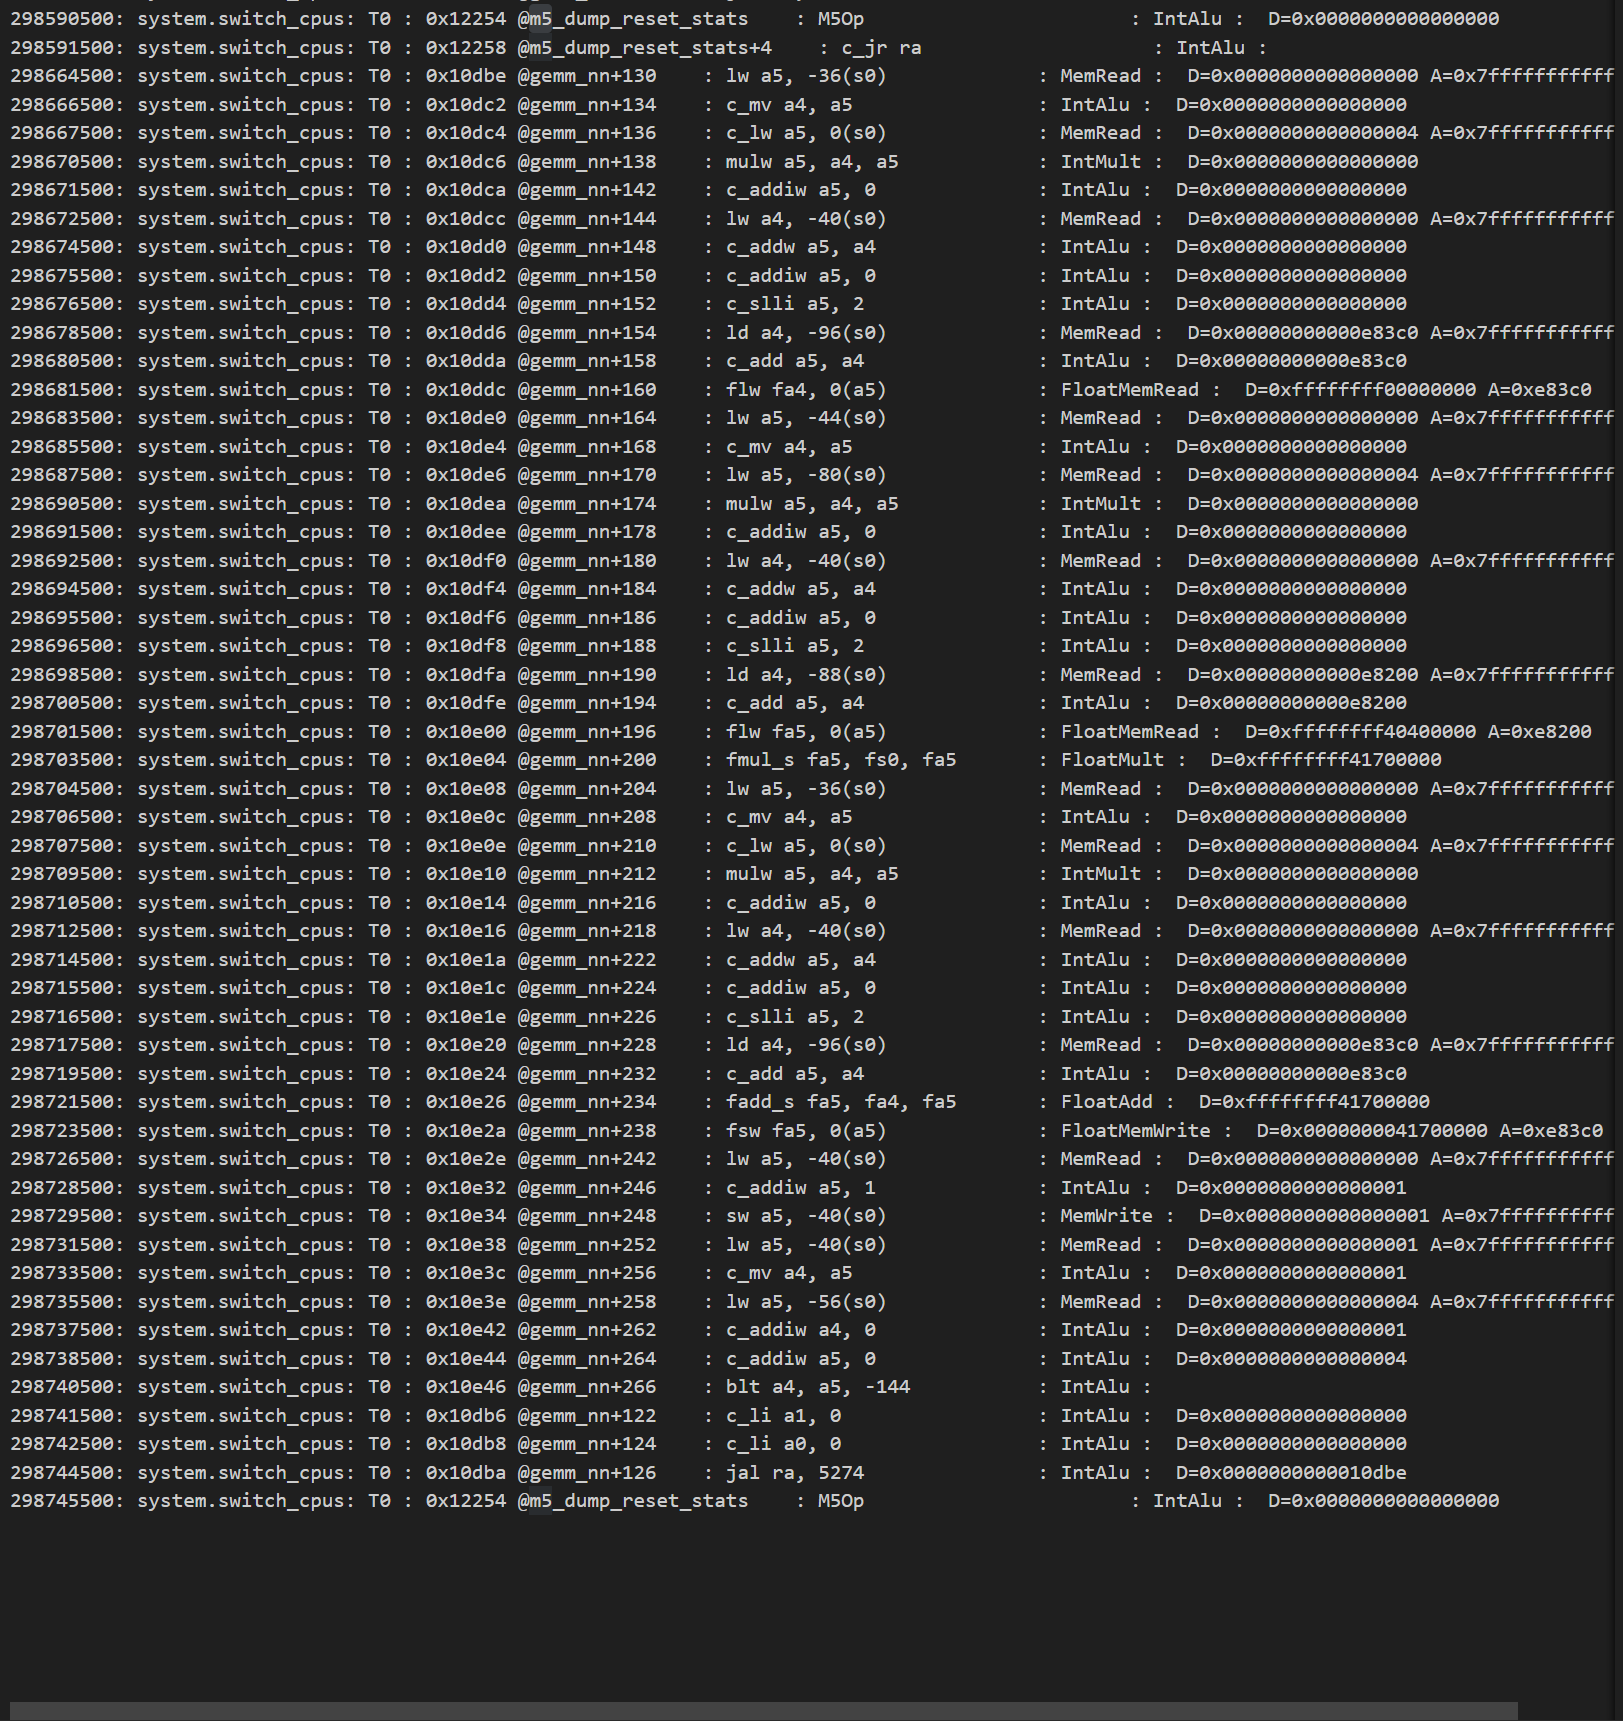 298590500: system.switch_cpus: T0 : 0x12254 @m5_dump_reset_stats    : M5Op                       : IntAlu :  D=0x0000000000000000
298591500: system.switch_cpus: T0 : 0x12258 @m5_dump_reset_stats+4    : c_jr ra                    : IntAlu :
298664500: system.switch_cpus: T0 : 0x10dbe @gemm_nn+130    : lw a5, -36(s0)             : MemRead :  D=0x0000000000000000 A=0x7fffffffffff
298666500: system.switch_cpus: T0 : 0x10dc2 @gemm_nn+134    : c_mv a4, a5                : IntAlu :  D=0x0000000000000000
298667500: system.switch_cpus: T0 : 0x10dc4 @gemm_nn+136    : c_lw a5, 0(s0)             : MemRead :  D=0x0000000000000004 A=0x7fffffffffff
298670500: system.switch_cpus: T0 : 0x10dc6 @gemm_nn+138    : mulw a5, a4, a5            : IntMult :  D=0x0000000000000000
298671500: system.switch_cpus: T0 : 0x10dca @gemm_nn+142    : c_addiw a5, 0              : IntAlu :  D=0x0000000000000000
298672500: system.switch_cpus: T0 : 0x10dcc @gemm_nn+144    : lw a4, -40(s0)             : MemRead :  D=0x0000000000000000 A=0x7fffffffffff
298674500: system.switch_cpus: T0 : 0x10dd0 @gemm_nn+148    : c_addw a5, a4              : IntAlu :  D=0x0000000000000000
298675500: system.switch_cpus: T0 : 0x10dd2 @gemm_nn+150    : c_addiw a5, 0              : IntAlu :  D=0x0000000000000000
298676500: system.switch_cpus: T0 : 0x10dd4 @gemm_nn+152    : c_slli a5, 2               : IntAlu :  D=0x0000000000000000
298678500: system.switch_cpus: T0 : 0x10dd6 @gemm_nn+154    : ld a4, -96(s0)             : MemRead :  D=0x00000000000e83c0 A=0x7fffffffffff
298680500: system.switch_cpus: T0 : 0x10dda @gemm_nn+158    : c_add a5, a4               : IntAlu :  D=0x00000000000e83c0
298681500: system.switch_cpus: T0 : 0x10ddc @gemm_nn+160    : flw fa4, 0(a5)             : FloatMemRead :  D=0xffffffff00000000 A=0xe83c0
298683500: system.switch_cpus: T0 : 0x10de0 @gemm_nn+164    : lw a5, -44(s0)             : MemRead :  D=0x0000000000000000 A=0x7fffffffffff
298685500: system.switch_cpus: T0 : 0x10de4 @gemm_nn+168    : c_mv a4, a5                : IntAlu :  D=0x0000000000000000
298687500: system.switch_cpus: T0 : 0x10de6 @gemm_nn+170    : lw a5, -80(s0)             : MemRead :  D=0x0000000000000004 A=0x7fffffffffff
298690500: system.switch_cpus: T0 : 0x10dea @gemm_nn+174    : mulw a5, a4, a5            : IntMult :  D=0x0000000000000000
298691500: system.switch_cpus: T0 : 0x10dee @gemm_nn+178    : c_addiw a5, 0              : IntAlu :  D=0x0000000000000000
298692500: system.switch_cpus: T0 : 0x10df0 @gemm_nn+180    : lw a4, -40(s0)             : MemRead :  D=0x0000000000000000 A=0x7fffffffffff
298694500: system.switch_cpus: T0 : 0x10df4 @gemm_nn+184    : c_addw a5, a4              : IntAlu :  D=0x0000000000000000
298695500: system.switch_cpus: T0 : 0x10df6 @gemm_nn+186    : c_addiw a5, 0              : IntAlu :  D=0x0000000000000000
298696500: system.switch_cpus: T0 : 0x10df8 @gemm_nn+188    : c_slli a5, 2               : IntAlu :  D=0x0000000000000000
298698500: system.switch_cpus: T0 : 0x10dfa @gemm_nn+190    : ld a4, -88(s0)             : MemRead :  D=0x00000000000e8200 A=0x7fffffffffff
298700500: system.switch_cpus: T0 : 0x10dfe @gemm_nn+194    : c_add a5, a4               : IntAlu :  D=0x00000000000e8200
298701500: system.switch_cpus: T0 : 0x10e00 @gemm_nn+196    : flw fa5, 0(a5)             : FloatMemRead :  D=0xffffffff40400000 A=0xe8200
298703500: system.switch_cpus: T0 : 0x10e04 @gemm_nn+200    : fmul_s fa5, fs0, fa5       : FloatMult :  D=0xffffffff41700000
298704500: system.switch_cpus: T0 : 0x10e08 @gemm_nn+204    : lw a5, -36(s0)             : MemRead :  D=0x0000000000000000 A=0x7fffffffffff
298706500: system.switch_cpus: T0 : 0x10e0c @gemm_nn+208    : c_mv a4, a5                : IntAlu :  D=0x0000000000000000
298707500: system.switch_cpus: T0 : 0x10e0e @gemm_nn+210    : c_lw a5, 0(s0)             : MemRead :  D=0x0000000000000004 A=0x7fffffffffff
298709500: system.switch_cpus: T0 : 0x10e10 @gemm_nn+212    : mulw a5, a4, a5            : IntMult :  D=0x0000000000000000
298710500: system.switch_cpus: T0 : 0x10e14 @gemm_nn+216    : c_addiw a5, 0              : IntAlu :  D=0x0000000000000000
298712500: system.switch_cpus: T0 : 0x10e16 @gemm_nn+218    : lw a4, -40(s0)             : MemRead :  D=0x0000000000000000 A=0x7fffffffffff
298714500: system.switch_cpus: T0 : 0x10e1a @gemm_nn+222    : c_addw a5, a4              : IntAlu :  D=0x0000000000000000
298715500: system.switch_cpus: T0 : 0x10e1c @gemm_nn+224    : c_addiw a5, 0              : IntAlu :  D=0x0000000000000000
298716500: system.switch_cpus: T0 : 0x10e1e @gemm_nn+226    : c_slli a5, 2               : IntAlu :  D=0x0000000000000000
298717500: system.switch_cpus: T0 : 0x10e20 @gemm_nn+228    : ld a4, -96(s0)             : MemRead :  D=0x00000000000e83c0 A=0x7fffffffffff
298719500: system.switch_cpus: T0 : 0x10e24 @gemm_nn+232    : c_add a5, a4               : IntAlu :  D=0x00000000000e83c0
298721500: system.switch_cpus: T0 : 0x10e26 @gemm_nn+234    : fadd_s fa5, fa4, fa5       : FloatAdd :  D=0xffffffff41700000
298723500: system.switch_cpus: T0 : 0x10e2a @gemm_nn+238    : fsw fa5, 0(a5)             : FloatMemWrite :  D=0x0000000041700000 A=0xe83c0
298726500: system.switch_cpus: T0 : 0x10e2e @gemm_nn+242    : lw a5, -40(s0)             : MemRead :  D=0x0000000000000000 A=0x7fffffffffff
298728500: system.switch_cpus: T0 : 0x10e32 @gemm_nn+246    : c_addiw a5, 1              : IntAlu :  D=0x0000000000000001
298729500: system.switch_cpus: T0 : 0x10e34 @gemm_nn+248    : sw a5, -40(s0)             : MemWrite :  D=0x0000000000000001 A=0x7ffffffffff
298731500: system.switch_cpus: T0 : 0x10e38 @gemm_nn+252    : lw a5, -40(s0)             : MemRead :  D=0x0000000000000001 A=0x7fffffffffff
298733500: system.switch_cpus: T0 : 0x10e3c @gemm_nn+256    : c_mv a4, a5                : IntAlu :  D=0x0000000000000001
298735500: system.switch_cpus: T0 : 0x10e3e @gemm_nn+258    : lw a5, -56(s0)             : MemRead :  D=0x0000000000000004 A=0x7fffffffffff
298737500: system.switch_cpus: T0 : 0x10e42 @gemm_nn+262    : c_addiw a4, 0              : IntAlu :  D=0x0000000000000001
298738500: system.switch_cpus: T0 : 0x10e44 @gemm_nn+264    : c_addiw a5, 0              : IntAlu :  D=0x0000000000000004
298740500: system.switch_cpus: T0 : 0x10e46 @gemm_nn+266    : blt a4, a5, -144           : IntAlu :
298741500: system.switch_cpus: T0 : 0x10db6 @gemm_nn+122    : c_li a1, 0                 : IntAlu :  D=0x0000000000000000
298742500: system.switch_cpus: T0 : 0x10db8 @gemm_nn+124    : c_li a0, 0                 : IntAlu :  D=0x0000000000000000
298744500: system.switch_cpus: T0 : 0x10dba @gemm_nn+126    : jal ra, 5274               : IntAlu :  D=0x0000000000010dbe
298745500: system.switch_cpus: T0 : 0x12254 @m5_dump_reset_stats    : M5Op                       : IntAlu :  D=0x0000000000000000